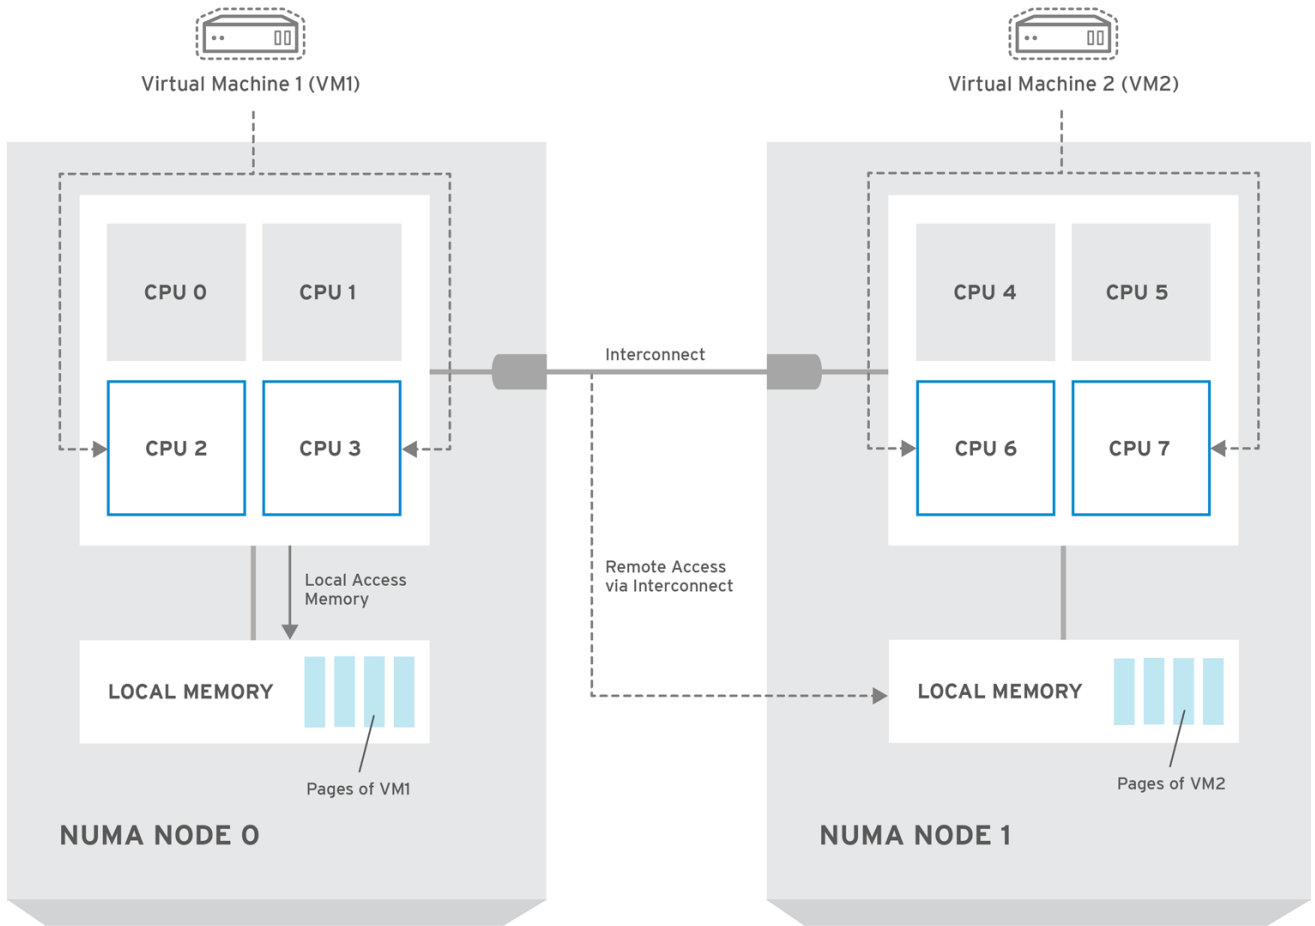 Virtual Machine 1 (VM1)
Virtual Machine 2 (VM2)
CPU 0
CPU 1
CPU 2
CPU 3
Interconnect
CPU 4
CPU 5
CPU 6
CPU 7
Local Access
Memory
Remote Access
via Interconnect
LOCAL MEMORY
Pages of VM1
LOCAL MEMORY
Pages of VM2
NUMA NODE 0
NUMA NODE 1